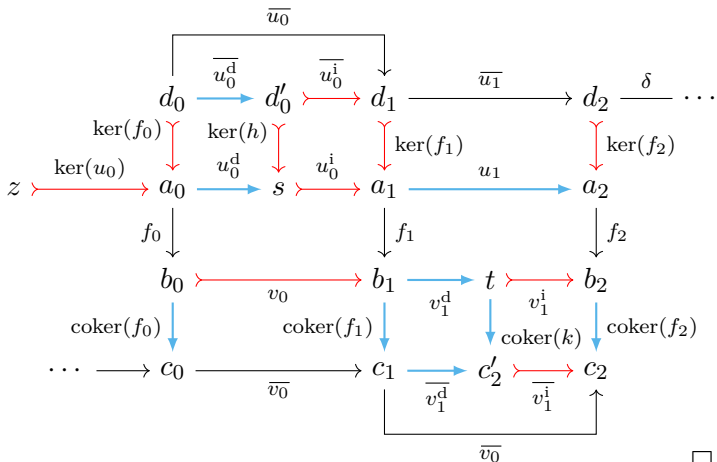 $\overline{u_0}$
$\overline{u_0^{\mathrm{d}}}$ $\overline{u_0^{\mathrm{i}}}$
$d_0$ $d_0'$ $d_1$ $\overline{u_1}$ $d_2$ $\delta$ ⋯
$\ker(f_0)$ $\ker(h)$ $\ker(f_1)$ $\ker(f_2)$
$\ker(u_0)$ $u_0^{\mathrm{d}}$ $u_0^{\mathrm{i}}$ $u_1$
$z$ $a_0$ $s$ $a_1$ $a_2$
$f_0$ $f_1$ $f_2$
$b_0$ $b_1$ $t$ $b_2$
$v_0$ $v_1^{\mathrm{d}}$ $v_1^{\mathrm{i}}$
$\mathrm{coker}(f_0)$ $\mathrm{coker}(f_1)$ $\mathrm{coker}(k)$ $\mathrm{coker}(f_2)$
⋯ $c_0$ $c_1$ $c_2'$ $c_2$
$\overline{v_0}$ $\overline{v_1^{\mathrm{d}}}$ $\overline{v_1^{\mathrm{i}}}$
$\overline{v_0}$
□